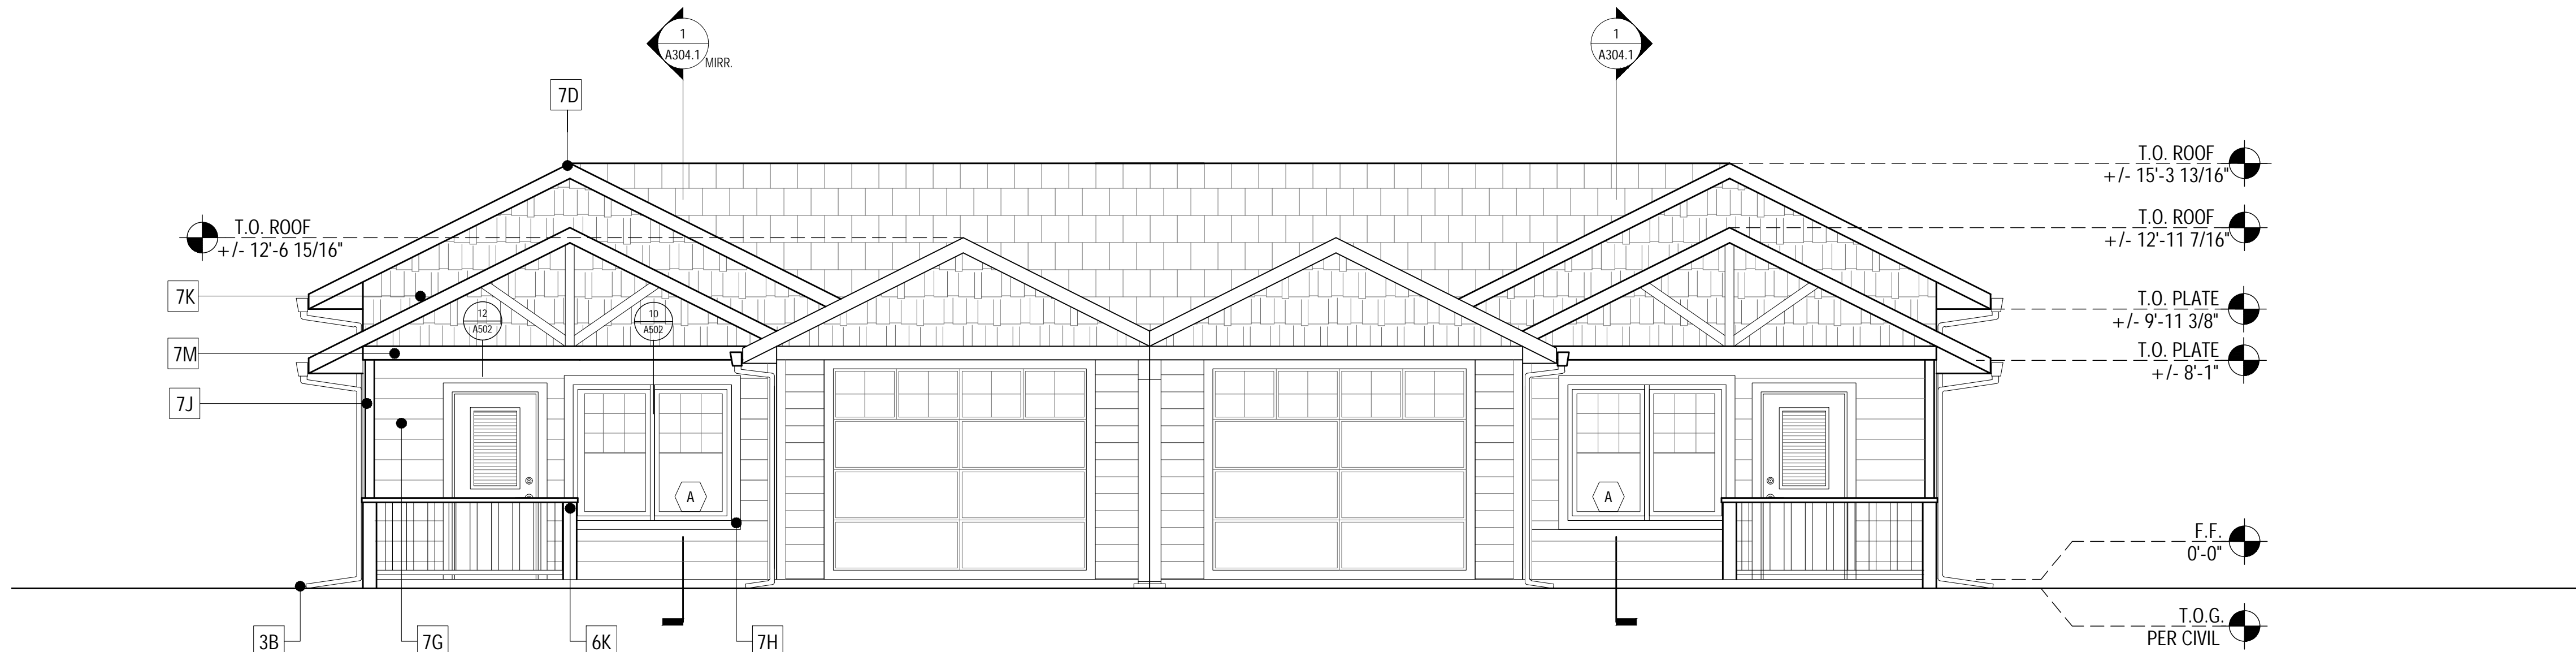 1
A304.1
MIRR.
1
A304.1
7D
T.O. ROOF
+/- 15'-3 13/16"
T.O. ROOF
+/- 12'-6 15/16"
T.O. ROOF
+/- 12'-11 7/16"
7K
T.O. PLATE
+/- 9'-11 3/8"
12
A502
10
A502
7M
T.O. PLATE
+/- 8'-1"
7J
A
A
F.F.
0'-0"
T.O.G.
PER CIVIL
3B
7G
6K
7H